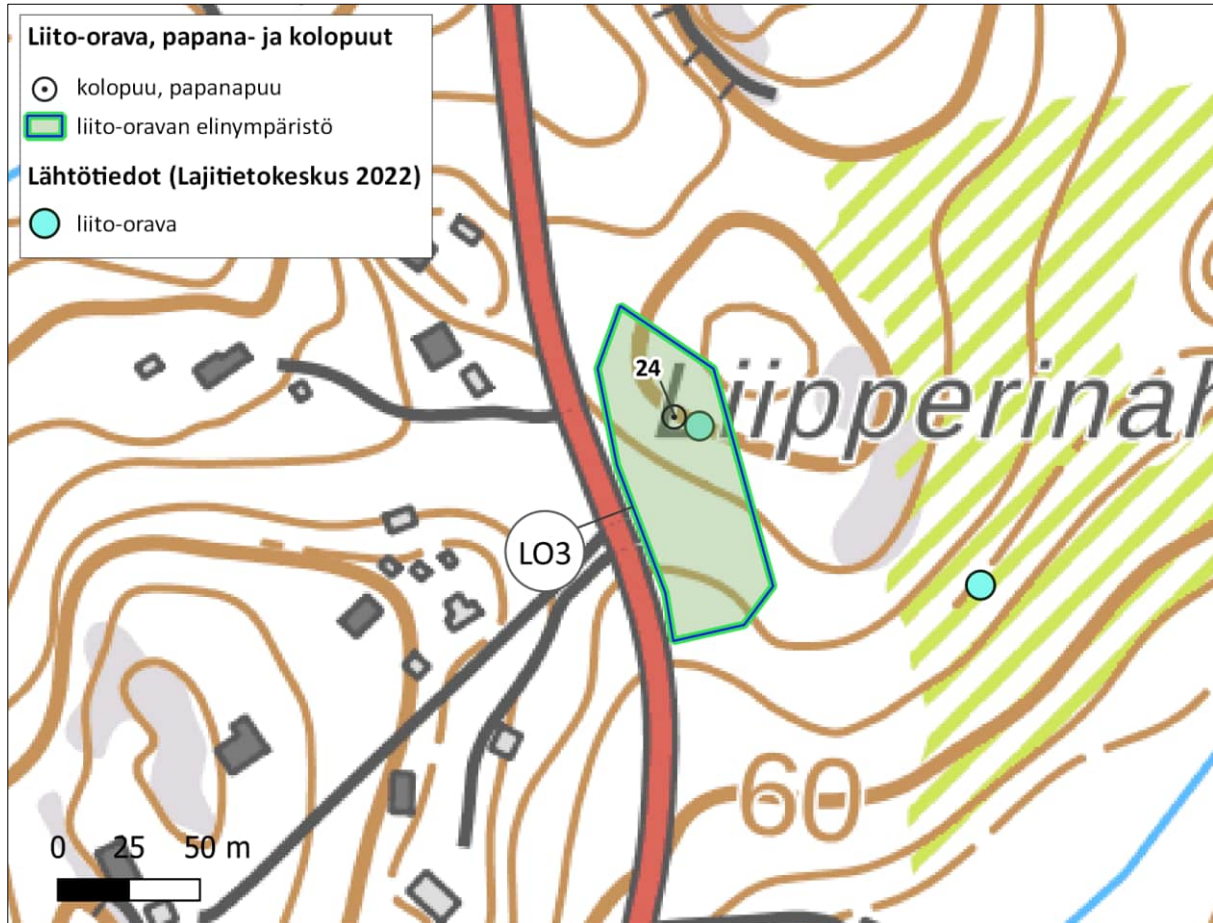 Liito-orava, papana- ja kolopuut
kolopuu, papanapuu
liito-oravan elinympäristö
Lähtötiedot (Lajitietokeskus 2022)
liito-orava
24
Liipperinah
LO3
60
0 25 50 m